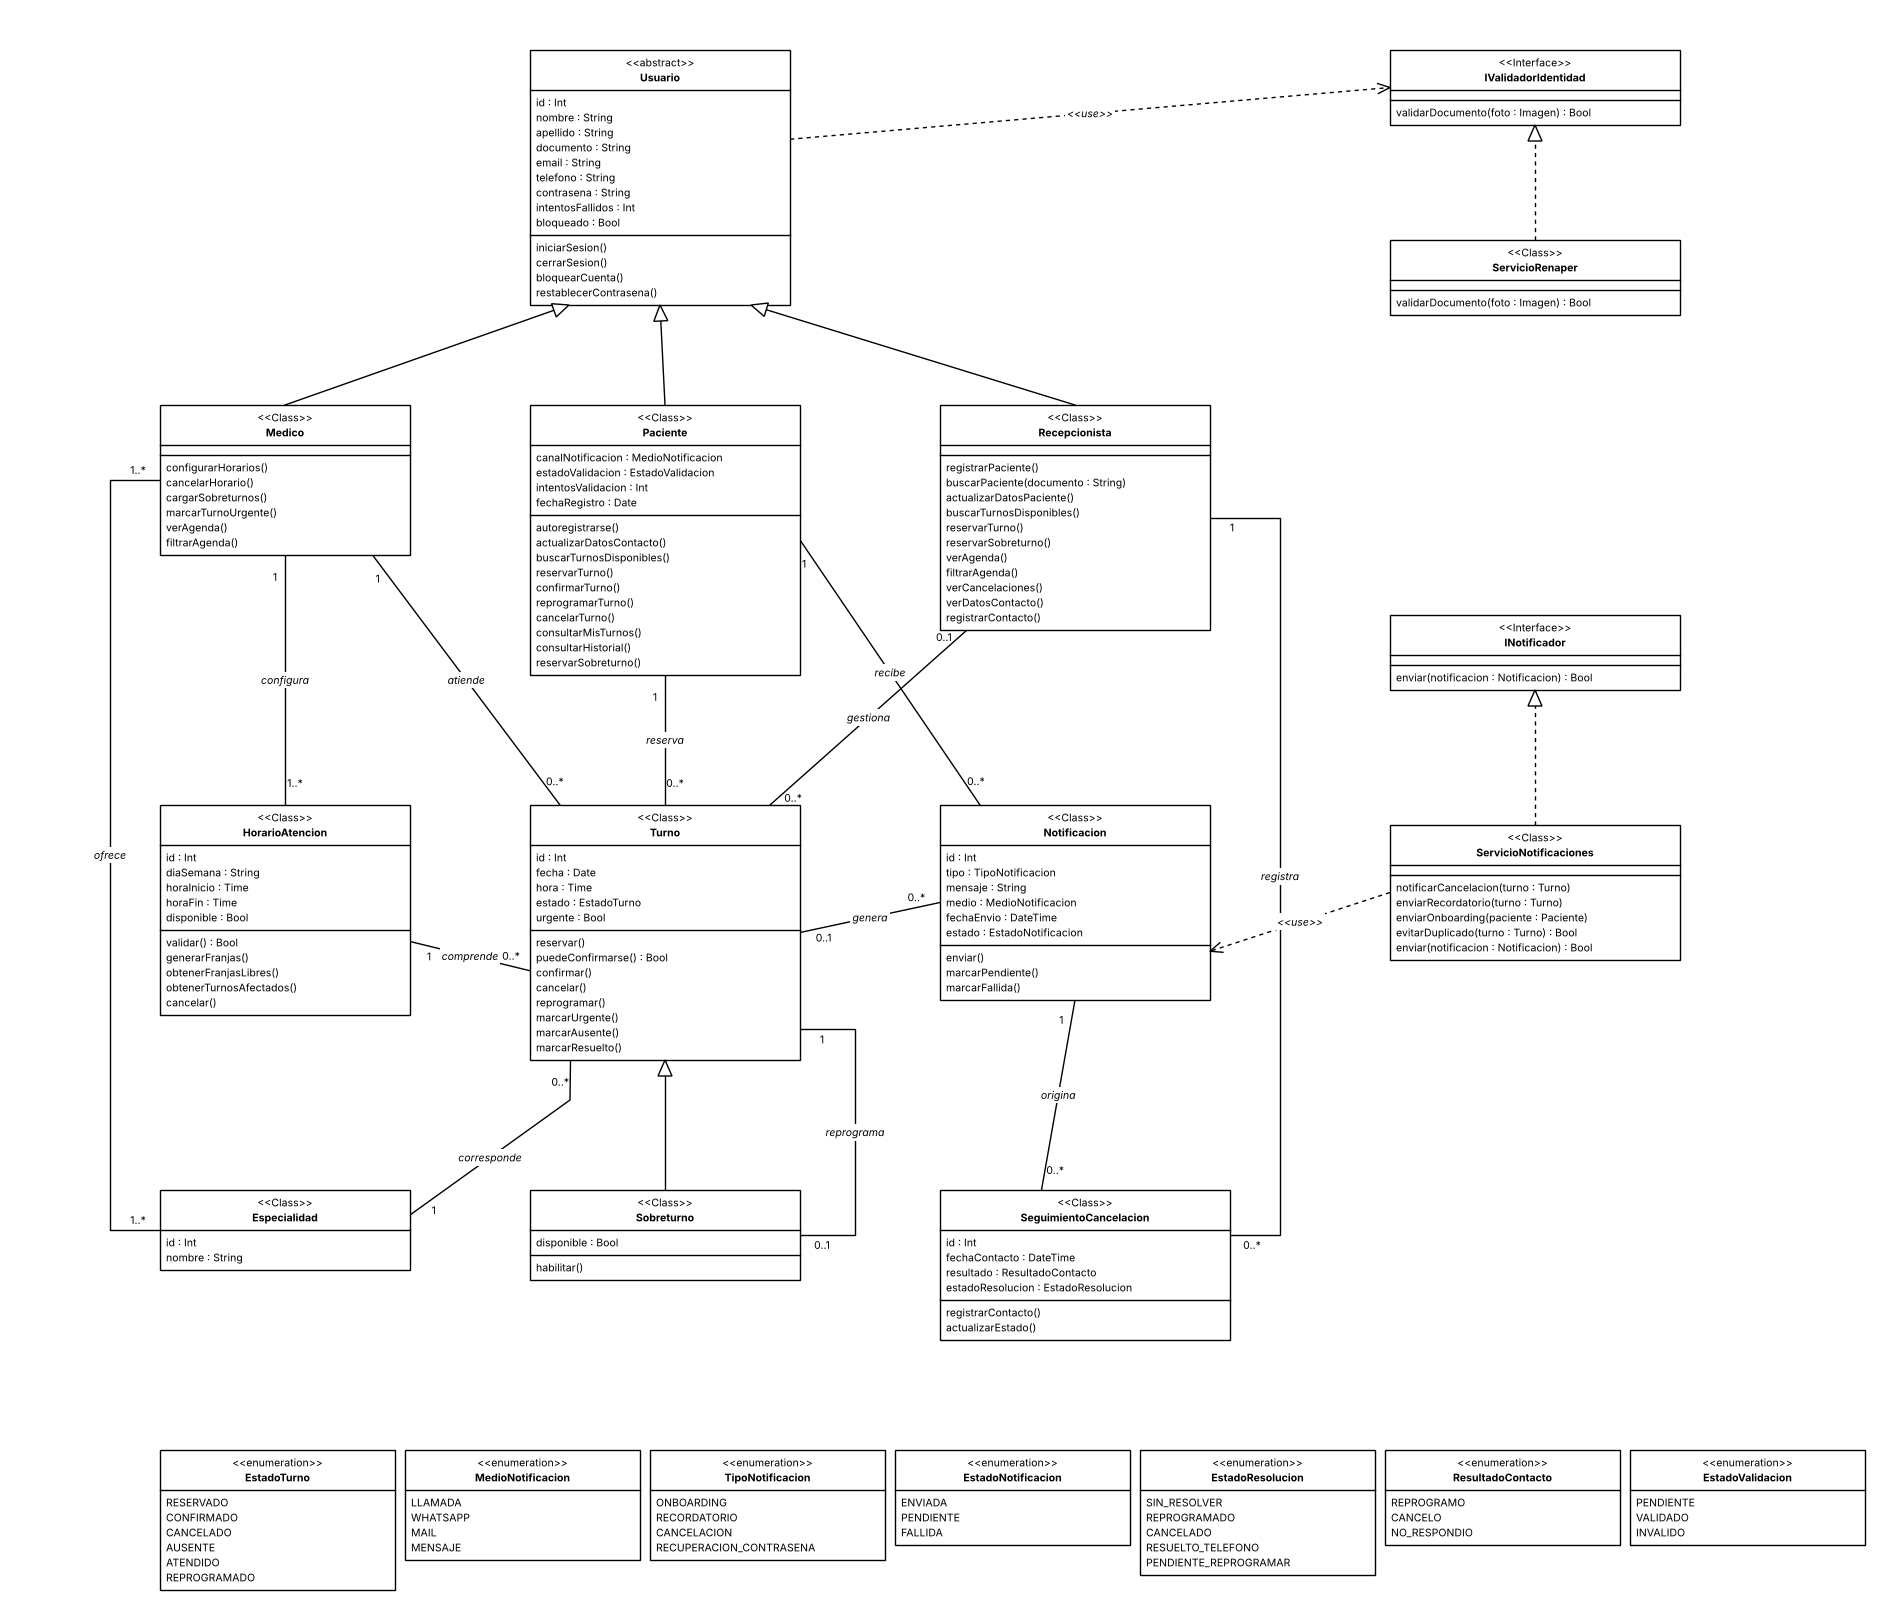 <<abstract>>
Usuario
id : Int
nombre : String
apellido : String
documento : String
email : String
telefono : String
contrasena : String
intentosFallidos : Int
bloqueado : Bool
iniciarSesion()
cerrarSesion()
bloquearCuenta()
restablecerContrasena()
<<use>>
<<Interface>>
IValidadorIdentidad
validarDocumento(foto : Imagen) : Bool
<<Class>>
ServicioRenaper
validarDocumento(foto : Imagen) : Bool
<<Class>>
Medico
configurarHorarios()
cancelarHorario()
cargarSobreturnos()
marcarTurnoUrgente()
verAgenda()
filtrarAgenda()
<<Class>>
Paciente
canalNotificacion : MedioNotificacion
estadoValidacion : EstadoValidacion
intentosValidacion : Int
fechaRegistro : Date
autoregistrarse()
actualizarDatosContacto()
buscarTurnosDisponibles()
reservarTurno()
confirmarTurno()
reprogramarTurno()
cancelarTurno()
consultarMisTurnos()
consultarHistorial()
reservarSobreturno()
<<Class>>
Recepcionista
registrarPaciente()
buscarPaciente(documento : String)
actualizarDatosPaciente()
buscarTurnosDisponibles()
reservarTurno()
reservarSobreturno()
verAgenda()
filtrarAgenda()
verCancelaciones()
verDatosContacto()
registrarContacto()
1..*
1
1
1
1
1
0..1
configura
atiende
reserva
recibe
gestiona
1..*
0..*
0..*
0..*
0..*
<<Interface>>
INotificador
enviar(notificacion : Notificacion) : Bool
ofrece
<<Class>>
HorarioAtencion
id : Int
diaSemana : String
horaInicio : Time
horaFin : Time
disponible : Bool
validar() : Bool
generarFranjas()
obtenerFranjasLibres()
obtenerTurnosAfectados()
cancelar()
1
comprende
0..*
<<Class>>
Turno
id : Int
fecha : Date
hora : Time
estado : EstadoTurno
urgente : Bool
reservar()
puedeConfirmarse() : Bool
confirmar()
cancelar()
reprogramar()
marcarUrgente()
marcarAusente()
marcarResuelto()
0..1
genera
0..*
<<Class>>
Notificacion
id : Int
tipo : TipoNotificacion
mensaje : String
medio : MedioNotificacion
fechaEnvio : DateTime
estado : EstadoNotificacion
enviar()
marcarPendiente()
marcarFallida()
registra
<<use>>
<<Class>>
ServicioNotificaciones
notificarCancelacion(turno : Turno)
enviarRecordatorio(turno : Turno)
enviarOnboarding(paciente : Paciente)
evitarDuplicado(turno : Turno) : Bool
enviar(notificacion : Notificacion) : Bool
0..*
1
1
corresponde
reprograma
origina
0..*
1..*
<<Class>>
Especialidad
id : Int
nombre : String
1
<<Class>>
Sobreturno
disponible : Bool
habilitar()
0..1
<<Class>>
SeguimientoCancelacion
id : Int
fechaContacto : DateTime
resultado : ResultadoContacto
estadoResolucion : EstadoResolucion
registrarContacto()
actualizarEstado()
0..*
<<enumeration>>
EstadoTurno
RESERVADO
CONFIRMADO
CANCELADO
AUSENTE
ATENDIDO
REPROGRAMADO
<<enumeration>>
MedioNotificacion
LLAMADA
WHATSAPP
MAIL
MENSAJE
<<enumeration>>
TipoNotificacion
ONBOARDING
RECORDATORIO
CANCELACION
RECUPERACION_CONTRASENA
<<enumeration>>
EstadoNotificacion
ENVIADA
PENDIENTE
FALLIDA
<<enumeration>>
EstadoResolucion
SIN_RESOLVER
REPROGRAMADO
CANCELADO
RESUELTO_TELEFONO
PENDIENTE_REPROGRAMAR
<<enumeration>>
ResultadoContacto
REPROGRAMO
CANCELO
NO_RESPONDIO
<<enumeration>>
EstadoValidacion
PENDIENTE
VALIDADO
INVALIDO